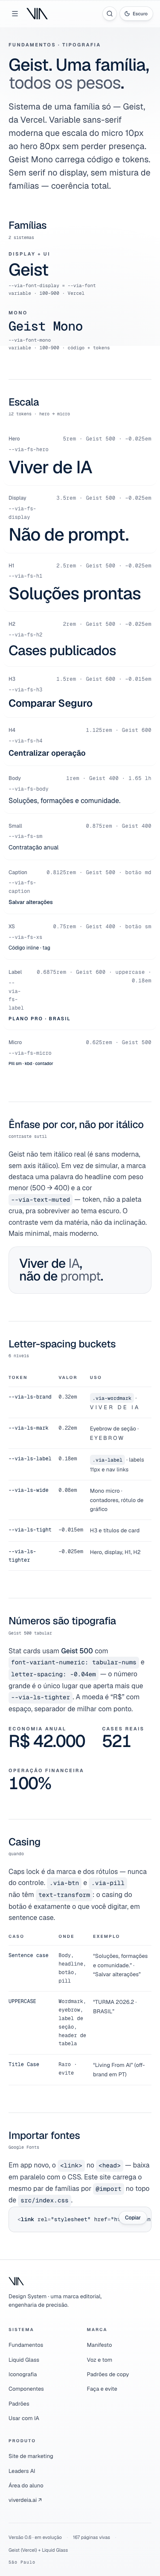 VIA
Escuro
FUNDAMENTOS · TIPOGRAFIA
Geist. Uma família,
todos os pesos.
Sistema de uma família só — Geist,
da Vercel. Variable sans-serif
moderna que escala do micro 10px
ao hero 80px sem perder presença.
Geist Mono carrega código e tokens.
Sem serif no display, sem mistura de
famílias — coerência total.
Famílias
2 sistemas
DISPLAY + UI
Geist
--via-font-display = --via-font
variable · 100-900 · Vercel
MONO
Geist Mono
--via-font-mono
variable · 100-900 · código + tokens
Escala
12 tokens · hero → micro
Hero
5rem · Geist 500 · -0.025em
--via-fs-hero
Viver de IA
Display
3.5rem · Geist 500 · -0.025em
--via-fs-
display
Não de prompt.
H1
2.5rem · Geist 500 · -0.025em
--via-fs-h1
Soluções prontas
H2
2rem · Geist 500 · -0.025em
--via-fs-h2
Cases publicados
H3
1.5rem · Geist 600 · -0.015em
--via-fs-h3
Comparar Seguro
H4
1.125rem · Geist 600
--via-fs-h4
Centralizar operação
Body
1rem · Geist 400 · 1.65 lh
--via-fs-body
Soluções, formações e comunidade.
Small
0.875rem · Geist 400
--via-fs-sm
Contratação anual
Caption
0.8125rem · Geist 500 · botão md
--via-fs-
caption
Salvar alterações
XS
0.75rem · Geist 400 · botão sm
--via-fs-xs
Código inline · tag
Label
0.6875rem · Geist 600 · uppercase ·
0.18em
--
via-
fs-
label
PLANO PRO · BRASIL
Micro
0.625rem · Geist 500
--via-fs-micro
Pill sm · kbd · contador
Ênfase por cor, não por itálico
contraste sutil
Geist não tem itálico real (é sans moderna,
sem axis itálico). Em vez de simular, a marca
destaca uma palavra do headline com peso
menor (500 → 400) e a cor
--via-text-muted — token, não a paleta
crua, pra sobreviver ao tema escuro. O
contraste vem da matéria, não da inclinação.
Mais minimal, mais moderno.
Viver de IA,
não de prompt.
Letter-spacing buckets
6 níveis
TOKEN VALOR USO
--via-ls-brand 0.32em .via-wordmark ·
VIVER DE IA
--via-ls-mark 0.22em Eyebrow de seção ·
EYEBROW
--via-ls-label 0.18em .via-label · labels
11px e nav links
--via-ls-wide 0.06em Mono micro ·
contadores, rótulo de
gráfico
--via-ls-tight -0.015em H3 e títulos de card
--via-ls-
tighter -0.025em Hero, display, H1, H2
Números são tipografia
Geist 500 tabular
Stat cards usam Geist 500 com
font-variant-numeric: tabular-nums e
letter-spacing: -0.04em — o número
grande é o único lugar que aperta mais que
--via-ls-tighter. A moeda é “R$” com
espaço, separador de milhar com ponto.
ECONOMIA ANUAL
R$ 42.000
CASES REAIS
521
OPERAÇÃO FINANCEIRA
100%
Casing
quando
Caps lock é da marca e dos rótulos — nunca
do controle. .via-btn e .via-pill
não têm text-transform: o casing do
botão é exatamente o que você digitar, em
sentence case.
CASO ONDE EXEMPLO
Sentence case Body,
headline,
botão,
pill
“Soluções, formações
e comunidade.” ·
“Salvar alterações”
UPPERCASE Wordmark,
eyebrow,
label de
seção,
header de
tabela
“TURMA 2026.2 ·
BRASIL”
Title Case Raro ·
evite
“Living From AI” (off-
brand em PT)
Importar fontes
Google Fonts
Em app novo, o <link> no <head> — baixa
em paralelo com o CSS. Este site carrega o
mesmo par de famílias por @import no topo
de src/index.css.
<link rel="stylesheet" href="h
Copiar
VIA
Design System · uma marca editorial,
engenharia de precisão.
SISTEMA
Fundamentos
Liquid Glass
Iconografia
Componentes
Padrões
Usar com IA
MARCA
Manifesto
Voz e tom
Padrões de copy
Faça e evite
PRODUTO
Site de marketing
Leaders AI
Área do aluno
viverdeia.ai ↗
Versão 0.6 · em evolução 167 páginas vivas
Geist (Vercel) + Liquid Glass
São Paulo